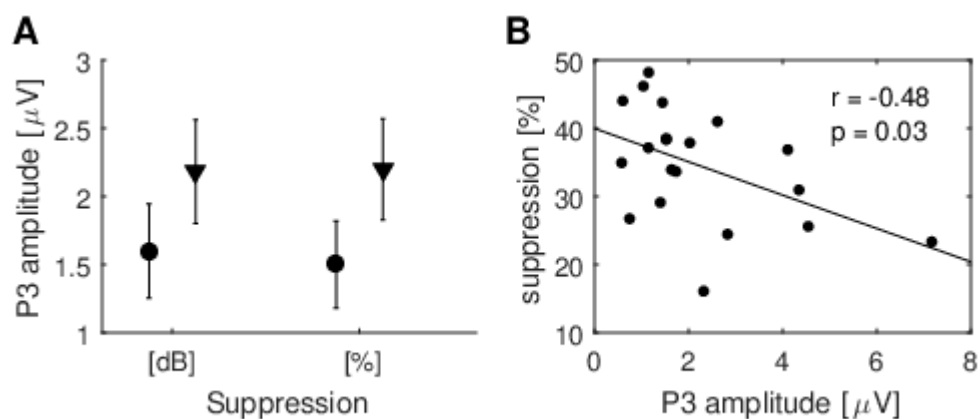 A
P3 amplitude [μV]
3
2.5
2
1.5
1
[dB]
[%]
Suppression
B
suppression [%]
50
40
30
20
10
r = -0.48
p = 0.03
0
2
4
6
8
P3 amplitude [μV]